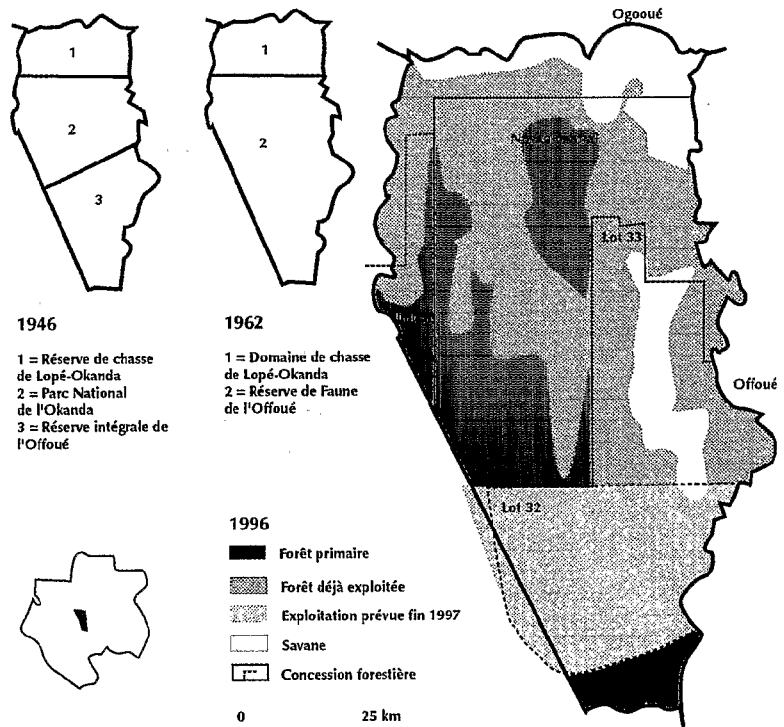 1
2
3
1946
1 = Réserve de chasse
de Lopé-Okanda
2 = Parc National
de l'Okanda
3 = Réserve intégrale de
l'Offoué
1
2
1962
1 = Domaine de chasse
de Lopé-Okanda
2 = Réserve de Faune
de l'Offoué
Ogooué
Lot 33
Offoué
Lot 32
1996
Forêt primaire
Forêt déjà exploitée
Exploitation prévue fin 1997
Savane
Concession forestière
0 25 km